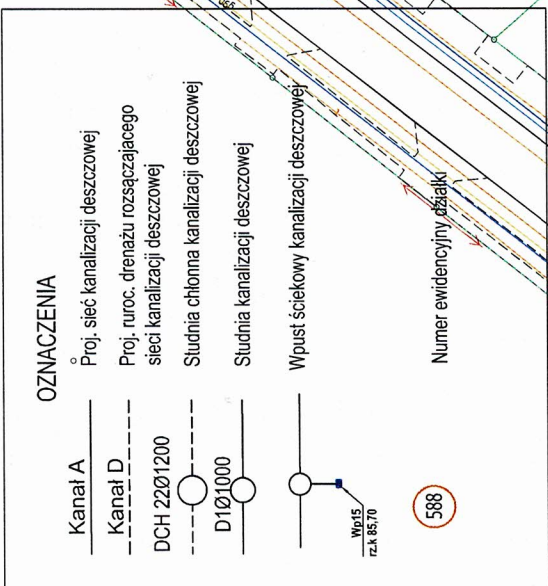 OZNACZENIA
Kanał A
Proj. sieć kanalizacji deszczowej
Kanał D
Proj. ruroc. drenażu rozsączajacego
sieci kanalizacji deszczowej
DCH 22Ø1200
Studnia chłonna kanalizacji deszczowej
D1Ø1000
Studnia kanalizacji deszczowej
Wpust ściekowy kanalizacji deszczowej
Wp15
rz.k 85,70
588
Numer ewidencyjny działki